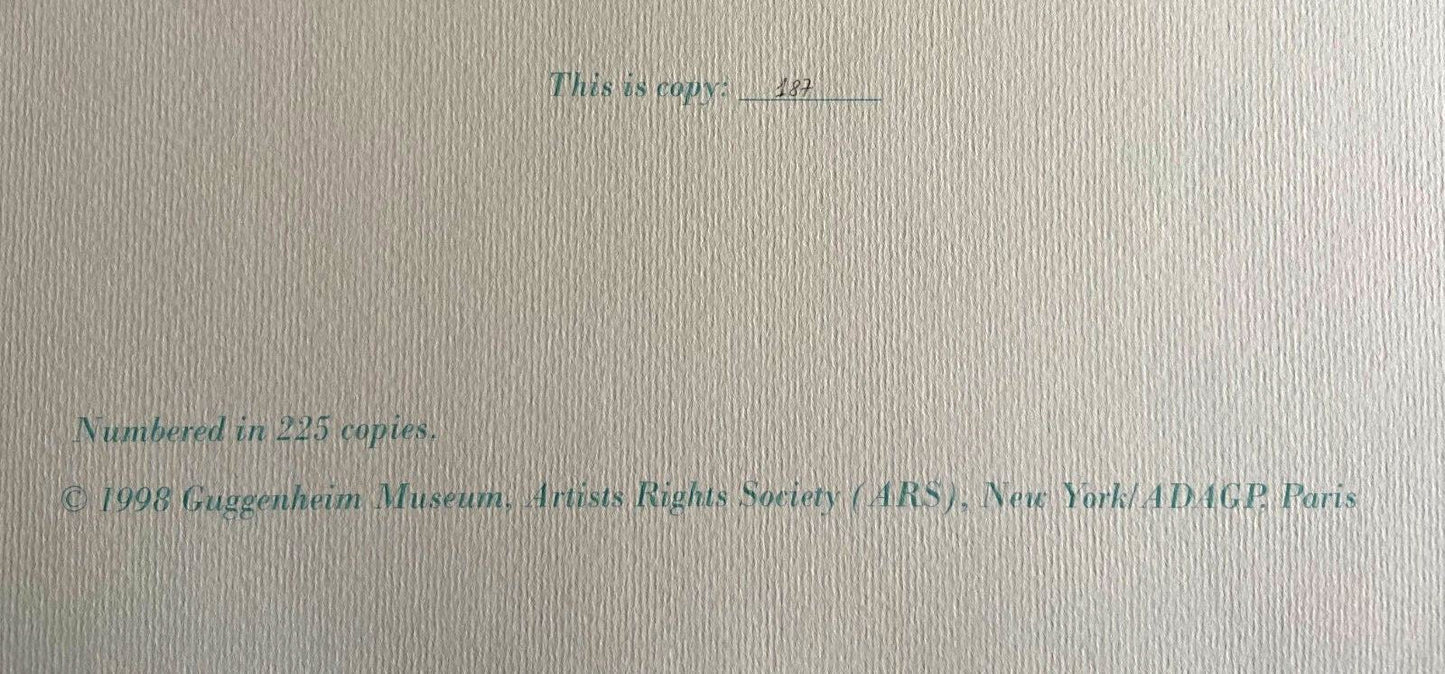 This is copy: 187
Numbered in 225 copies.
© 1998 Guggenheim Museum, Artists Rights Society (ARS), New York/ADAGP, Paris